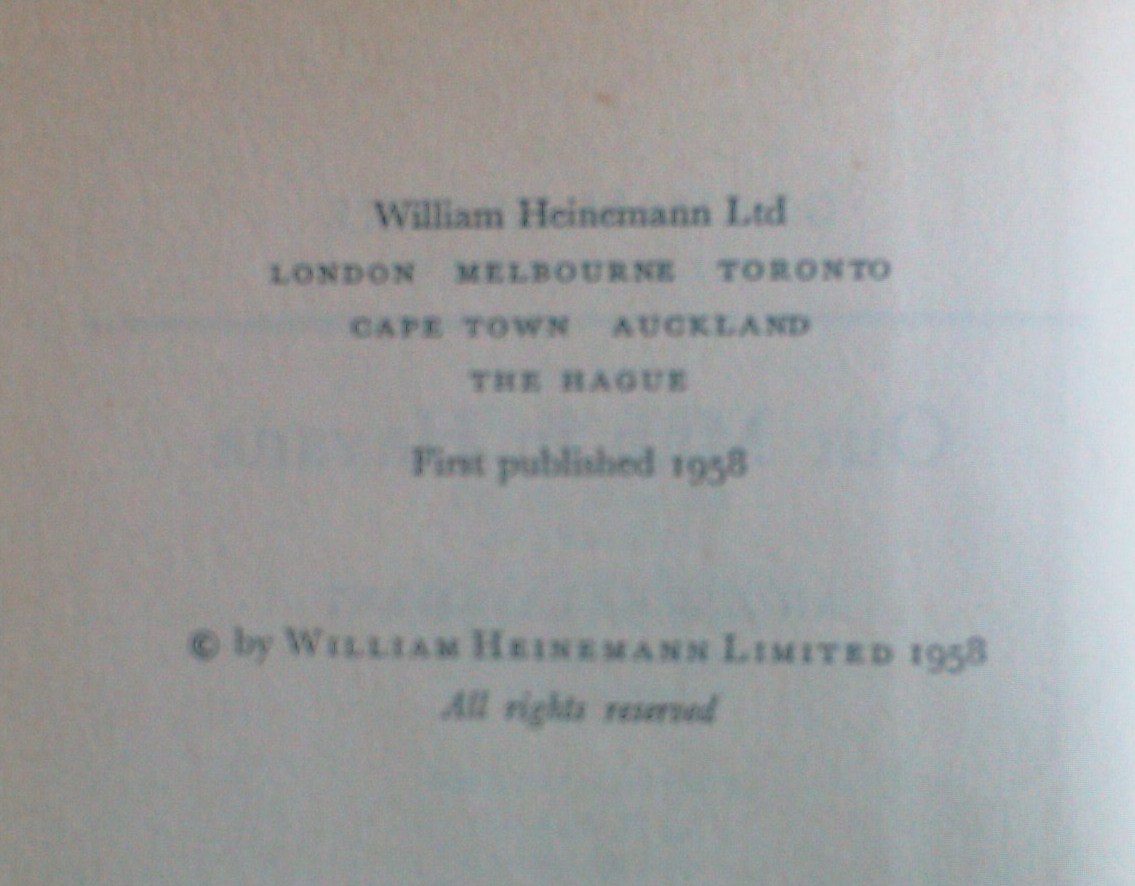 William Heinemann Ltd
LONDON MELBOURNE TORONTO
CAPE TOWN AUCKLAND
THE HAGUE
First published 1958
© by WILLIAM HEINEMANN LIMITED 1958
All rights reserved